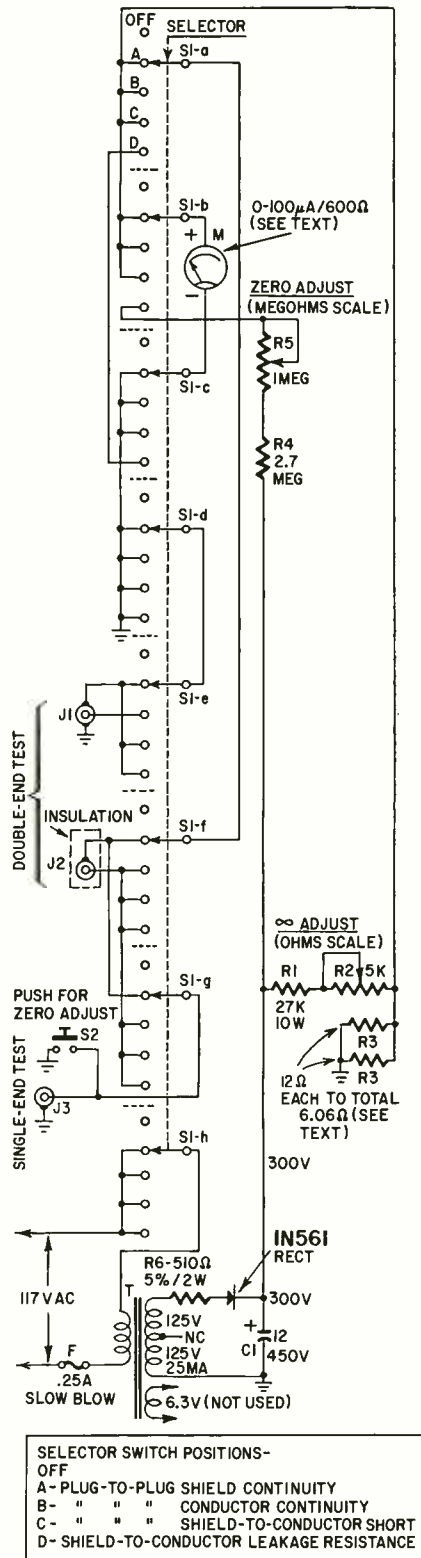 OFF
SELECTOR
A
S1-a
B
C
D
S1-b
+ M
0-100µA/600Ω
(SEE TEXT)
−
ZERO ADJUST
(MEGOHMS SCALE)
R5
1MEG
S1-c
R4
2.7
MEG
S1-d
S1-e
J1
DOUBLE-END TEST
INSULATION
S1-f
J2
∞ ADJUST
(OHMS SCALE)
R1
R2 5K
27K
10W
S1-g
PUSH FOR
ZERO ADJUST
S2
R3
R3
12Ω
EACH TO TOTAL
6.06Ω (SEE
TEXT)
SINGLE-END TEST
J3
S1-h
300V
1N561
RECT
R6-510Ω
5%/2W
T
117VAC
300V
125V
NC
125V
25MA
+
C1
12
450V
F
.25A
SLOW BLOW
6.3V (NOT USED)
SELECTOR SWITCH POSITIONS-
OFF
A- PLUG-TO-PLUG SHIELD CONTINUITY
B- " " " CONDUCTOR CONTINUITY
C- " " " SHIELD-TO-CONDUCTOR SHORT
D- SHIELD-TO-CONDUCTOR LEAKAGE RESISTANCE